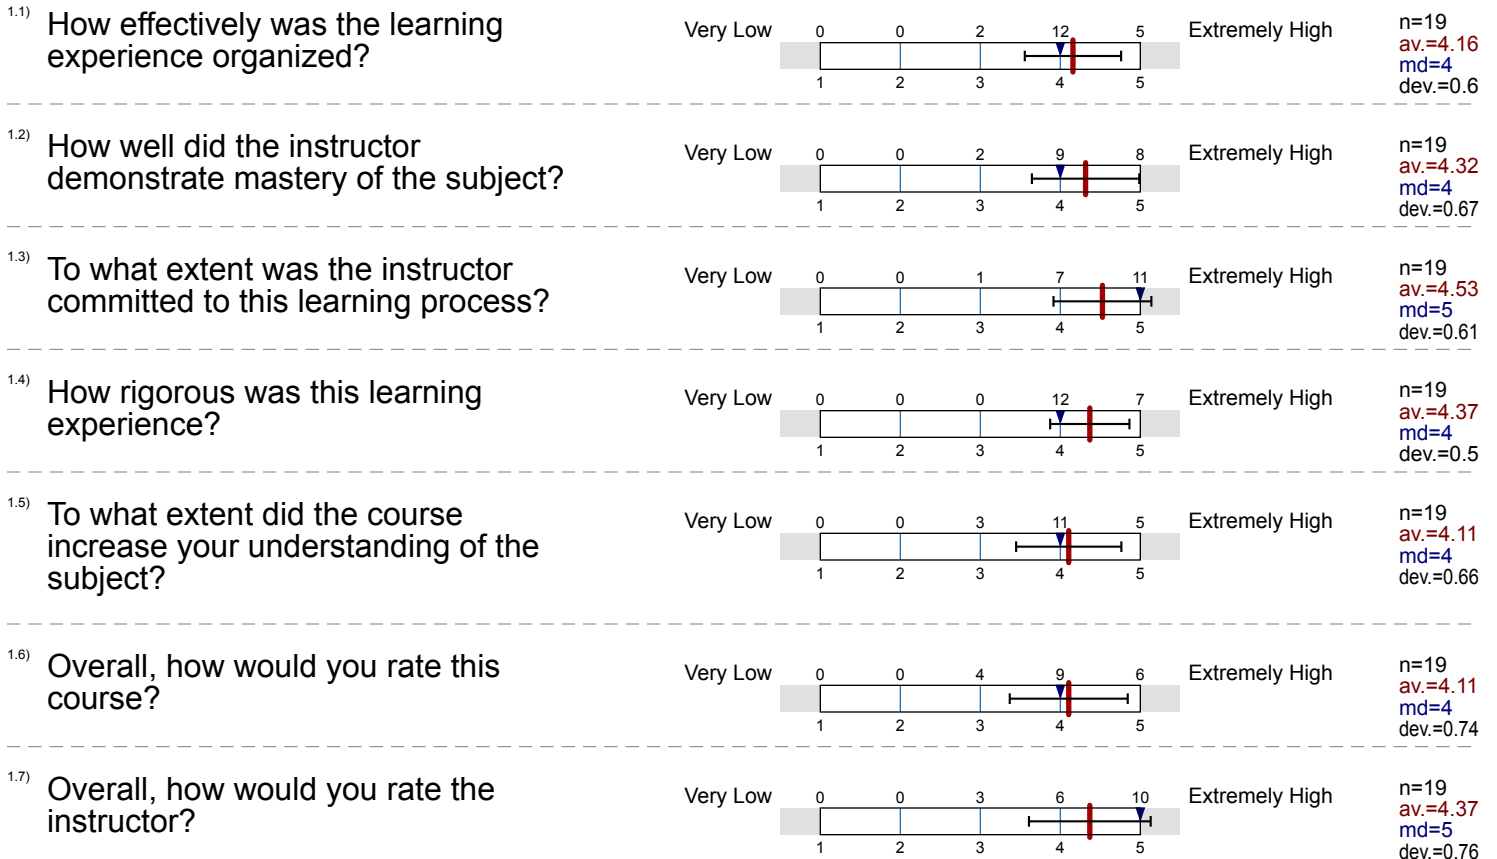 1.1) How effectively was the learning experience organized?
Very Low 0 0 2 12 5 Extremely High
1 2 3 4 5
n=19
av.=4.16
md=4
dev.=0.6
1.2) How well did the instructor demonstrate mastery of the subject?
Very Low 0 0 2 9 8 Extremely High
1 2 3 4 5
n=19
av.=4.32
md=4
dev.=0.67
1.3) To what extent was the instructor committed to this learning process?
Very Low 0 0 1 7 11 Extremely High
1 2 3 4 5
n=19
av.=4.53
md=5
dev.=0.61
1.4) How rigorous was this learning experience?
Very Low 0 0 0 12 7 Extremely High
1 2 3 4 5
n=19
av.=4.37
md=4
dev.=0.5
1.5) To what extent did the course increase your understanding of the subject?
Very Low 0 0 3 11 5 Extremely High
1 2 3 4 5
n=19
av.=4.11
md=4
dev.=0.66
1.6) Overall, how would you rate this course?
Very Low 0 0 4 9 6 Extremely High
1 2 3 4 5
n=19
av.=4.11
md=4
dev.=0.74
1.7) Overall, how would you rate the instructor?
Very Low 0 0 3 6 10 Extremely High
1 2 3 4 5
n=19
av.=4.37
md=5
dev.=0.76